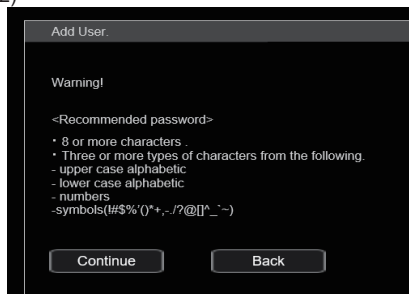 2)
Add User.
Warning!
<Recommended password>
・8 or more characters .
・Three or more types of characters from the following.
- upper case alphabetic
- lower case alphabetic
- numbers
-symbols(!#$%'()*+,-./?@[]^_`~)
Continue
Back